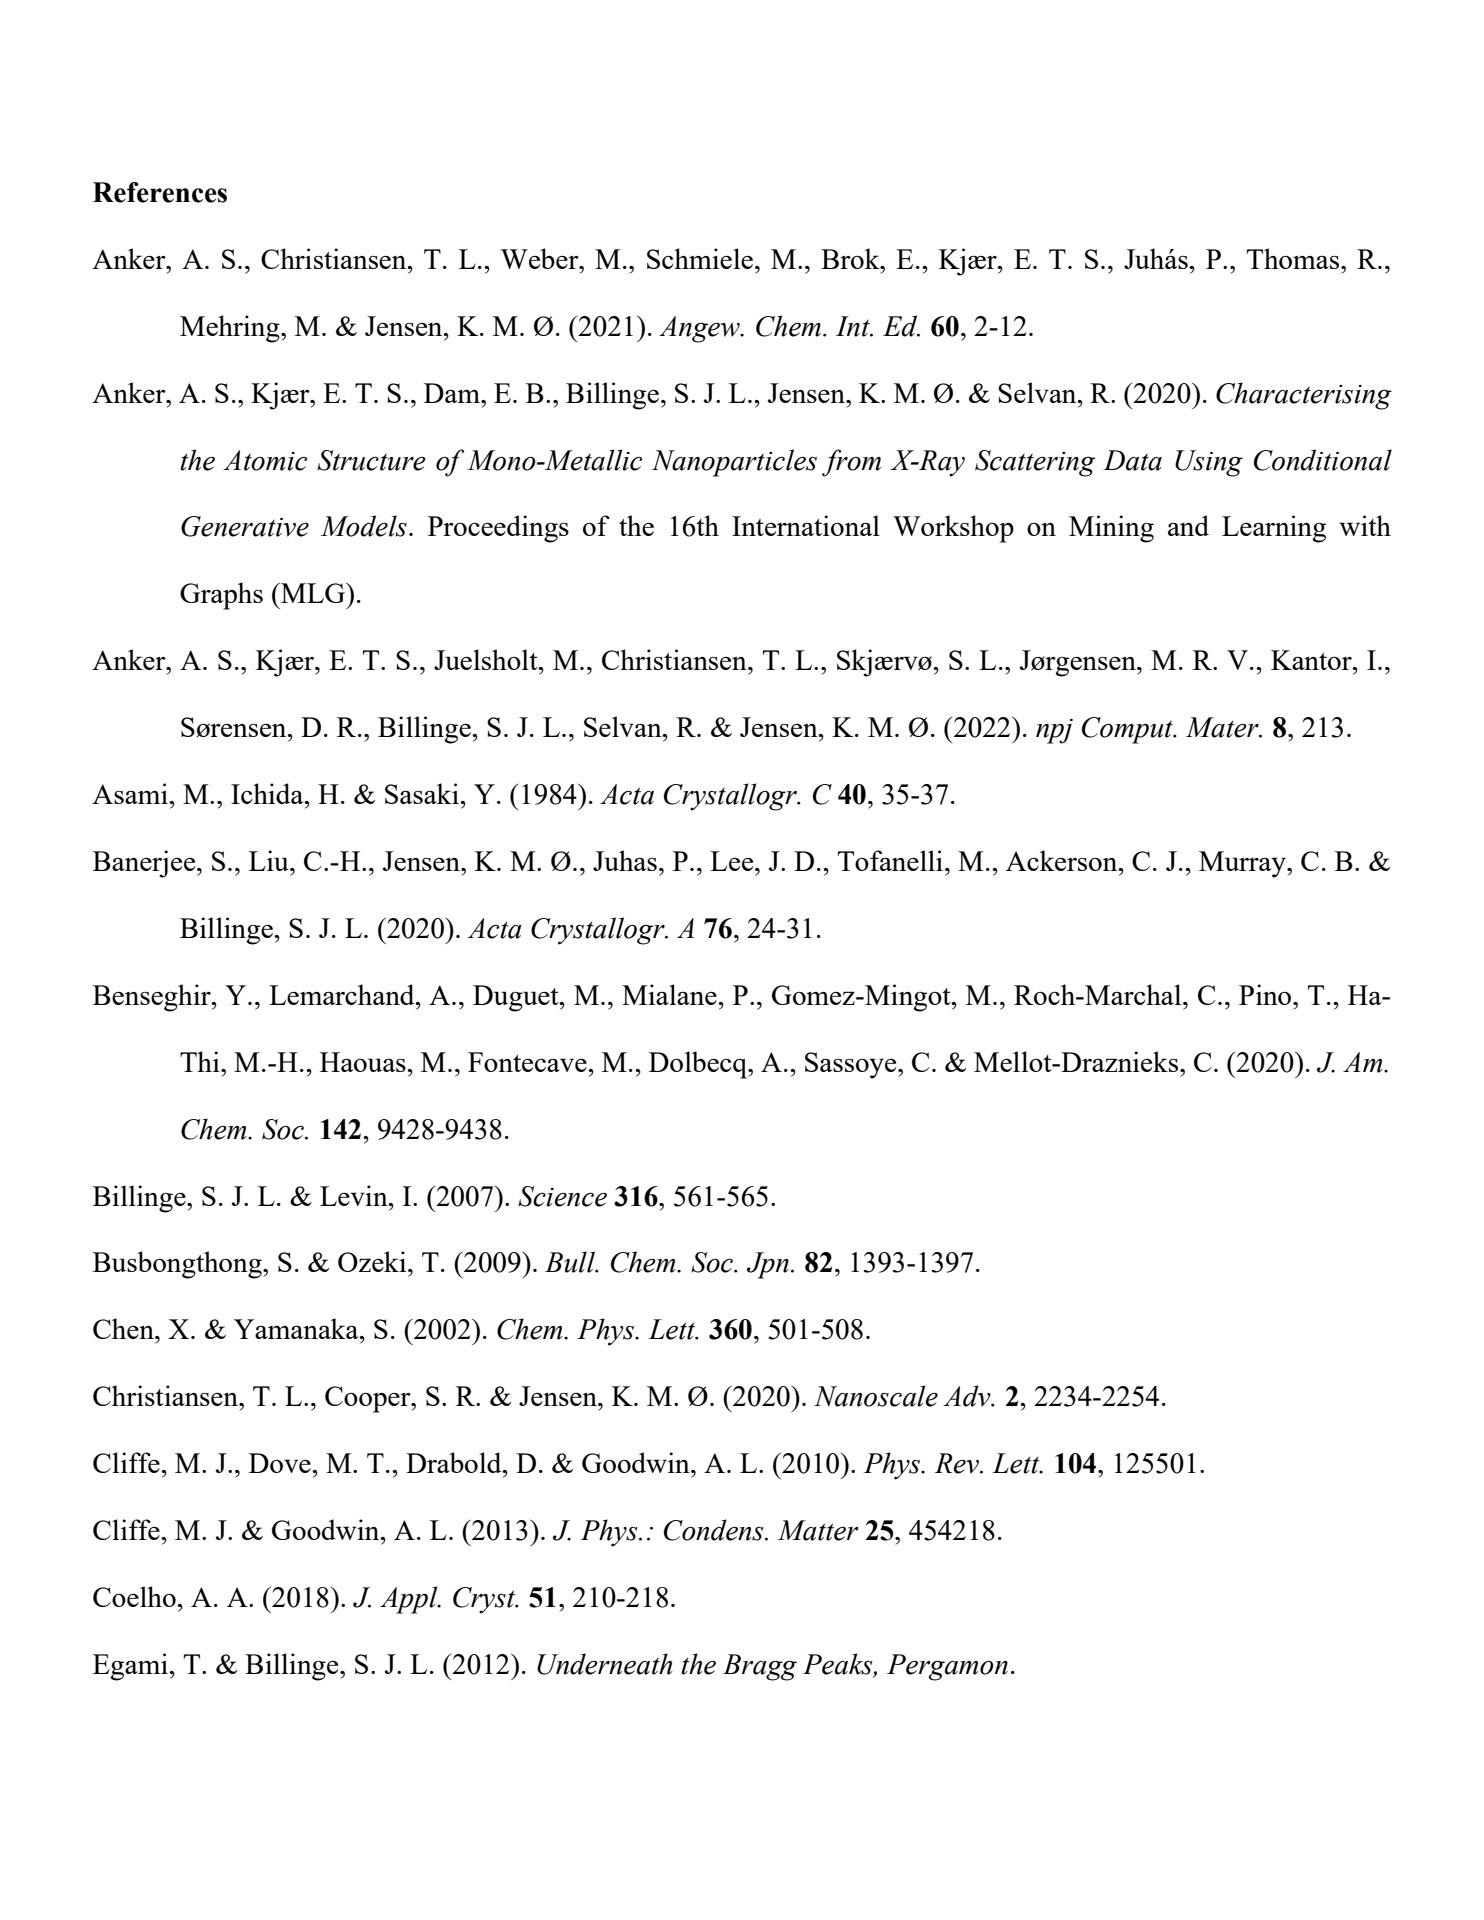 References
Anker, A. S., Christiansen, T. L., Weber, M., Schmiele, M., Brok, E., Kjær, E. T. S., Juhás, P., Thomas, R.,
Mehring, M. & Jensen, K. M. Ø. (2021). Angew. Chem. Int. Ed. 60, 2-12.
Anker, A. S., Kjær, E. T. S., Dam, E. B., Billinge, S. J. L., Jensen, K. M. Ø. & Selvan, R. (2020). Characterising
the Atomic Structure of Mono-Metallic Nanoparticles from X-Ray Scattering Data Using Conditional
Generative Models. Proceedings of the 16th International Workshop on Mining and Learning with
Graphs (MLG).
Anker, A. S., Kjær, E. T. S., Juelsholt, M., Christiansen, T. L., Skjærvø, S. L., Jørgensen, M. R. V., Kantor, I.,
Sørensen, D. R., Billinge, S. J. L., Selvan, R. & Jensen, K. M. Ø. (2022). npj Comput. Mater. 8, 213.
Asami, M., Ichida, H. & Sasaki, Y. (1984). Acta Crystallogr. C 40, 35-37.
Banerjee, S., Liu, C.-H., Jensen, K. M. Ø., Juhas, P., Lee, J. D., Tofanelli, M., Ackerson, C. J., Murray, C. B. &
Billinge, S. J. L. (2020). Acta Crystallogr. A 76, 24-31.
Benseghir, Y., Lemarchand, A., Duguet, M., Mialane, P., Gomez-Mingot, M., Roch-Marchal, C., Pino, T., Ha-
Thi, M.-H., Haouas, M., Fontecave, M., Dolbecq, A., Sassoye, C. & Mellot-Draznieks, C. (2020). J. Am.
Chem. Soc. 142, 9428-9438.
Billinge, S. J. L. & Levin, I. (2007). Science 316, 561-565.
Busbongthong, S. & Ozeki, T. (2009). Bull. Chem. Soc. Jpn. 82, 1393-1397.
Chen, X. & Yamanaka, S. (2002). Chem. Phys. Lett. 360, 501-508.
Christiansen, T. L., Cooper, S. R. & Jensen, K. M. Ø. (2020). Nanoscale Adv. 2, 2234-2254.
Cliffe, M. J., Dove, M. T., Drabold, D. & Goodwin, A. L. (2010). Phys. Rev. Lett. 104, 125501.
Cliffe, M. J. & Goodwin, A. L. (2013). J. Phys.: Condens. Matter 25, 454218.
Coelho, A. A. (2018). J. Appl. Cryst. 51, 210-218.
Egami, T. & Billinge, S. J. L. (2012). Underneath the Bragg Peaks, Pergamon.